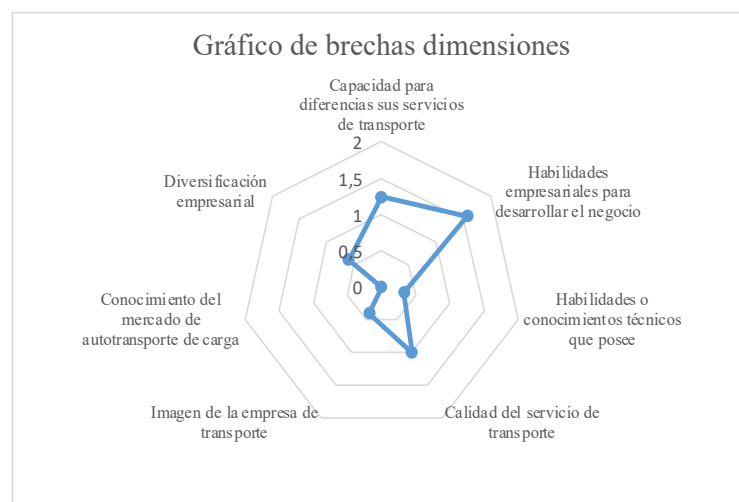 Gráfico de brechas dimensiones
Capacidad para
diferencias sus servicios
de transporte
Habilidades
empresariales para
desarrollar el negocio
Habilidades o
conocimientos técnicos
que posee
Calidad del servicio de
transporte
Imagen de la empresa de
transporte
Conocimiento del
mercado de
autotransporte de carga
Diversificación
empresarial
2
1,5
1
0,5
0